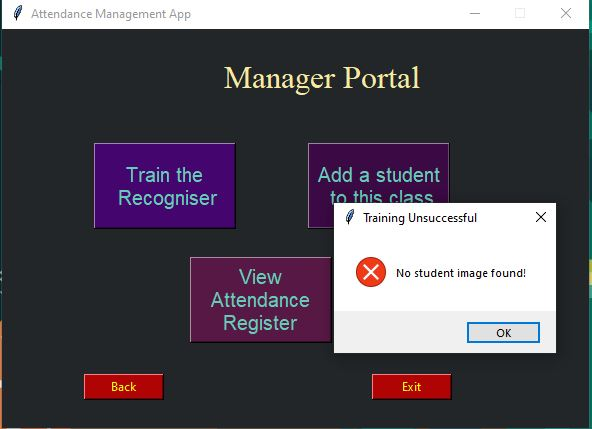 Attendance Management App
Manager Portal
Train the
Recogniser
Add a student
to this class
Training Unsuccessful
No student image found!
OK
View
Attendance
Register
Back
Exit